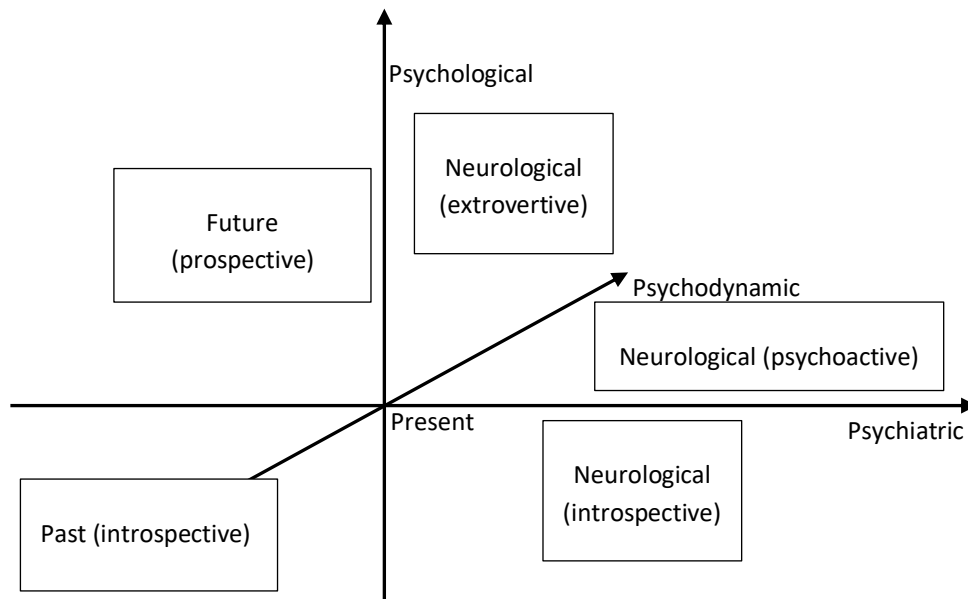 Psychological
Neurological
(extrovertive)
Future
(prospective)
Psychodynamic
Neurological (psychoactive)
Present
Psychiatric
Neurological
(introspective)
Past (introspective)